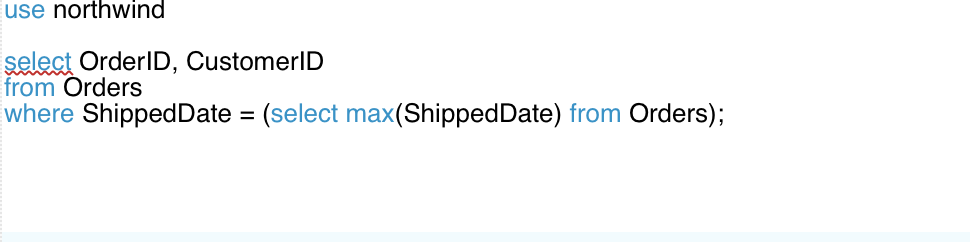 use northwind
select OrderID, CustomerID
from Orders
where ShippedDate = (select max(ShippedDate) from Orders);